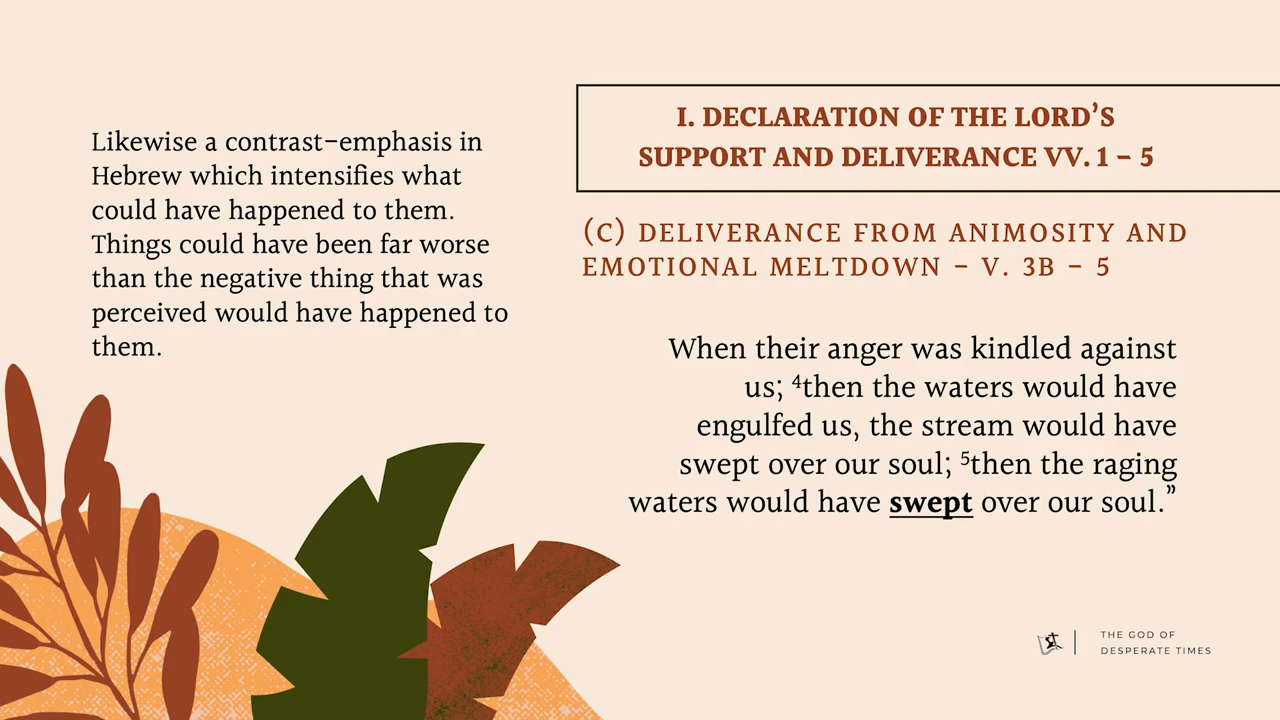 Likewise a contrast–emphasis in
Hebrew which intensifies what
could have happened to them.
Things could have been far worse
than the negative thing that was
perceived would have happened to
them.
I. DECLARATION OF THE LORD'S
SUPPORT AND DELIVERANCE VV. 1 – 5
(C) DELIVERANCE FROM ANIMOSITY AND
EMOTIONAL MELTDOWN – V. 3B – 5
When their anger was kindled against
us; ⁴then the waters would have
engulfed us, the stream would have
swept over our soul; ⁵then the raging
waters would have swept over our soul.”
THE GOD OF
DESPERATE TIMES